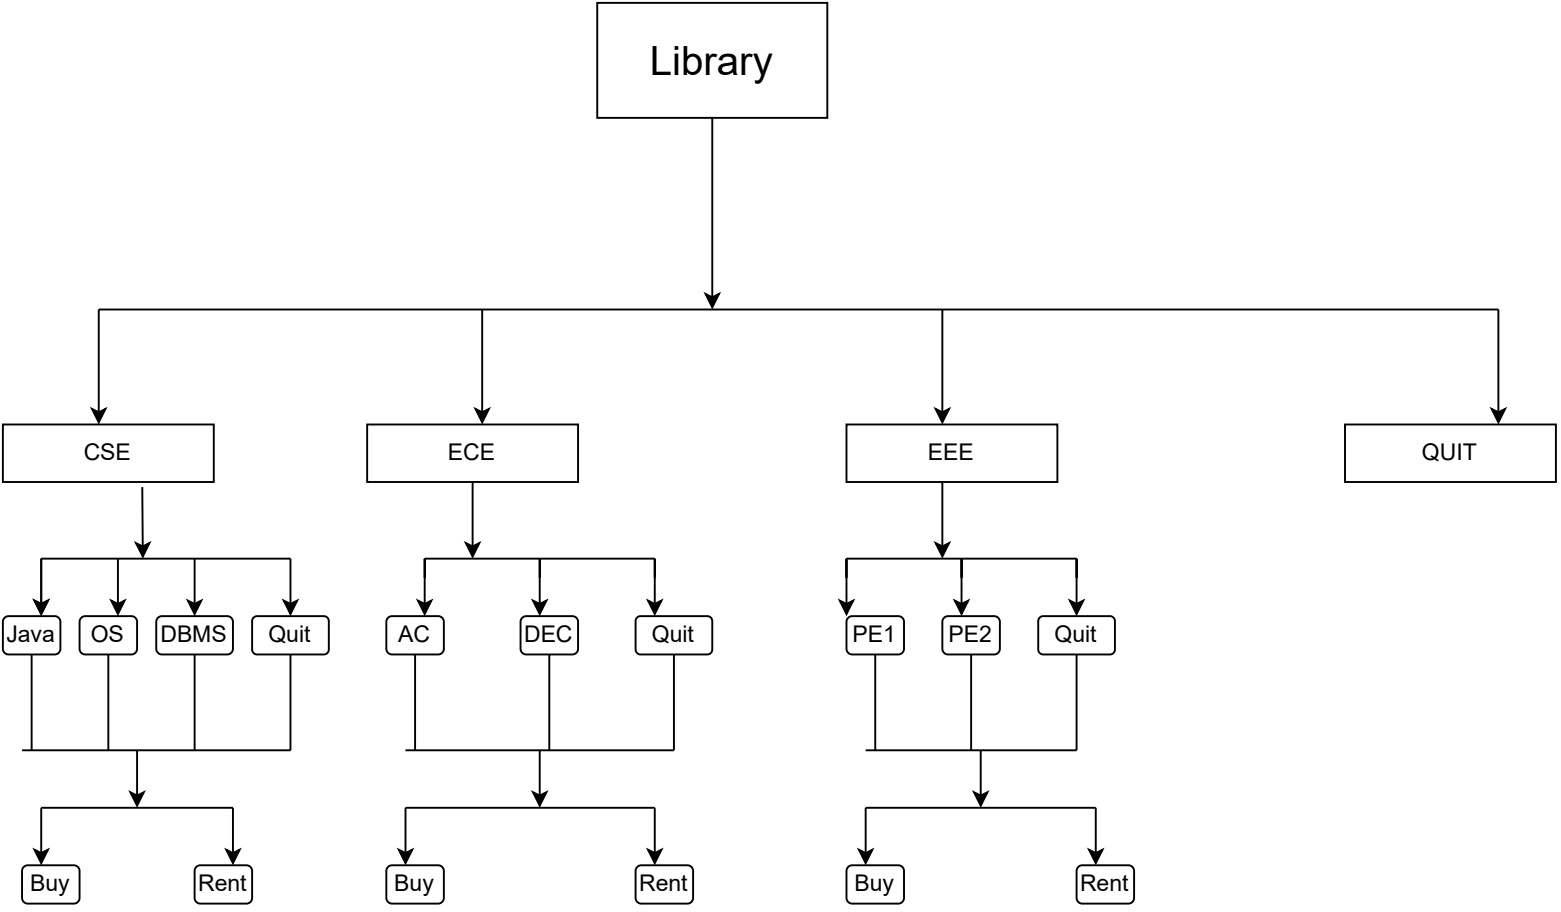 Library
CSE
ECE
EEE
QUIT
Java
OS
DBMS
Quit
AC
DEC
Quit
PE1
PE2
Quit
Buy
Rent
Buy
Rent
Buy
Rent